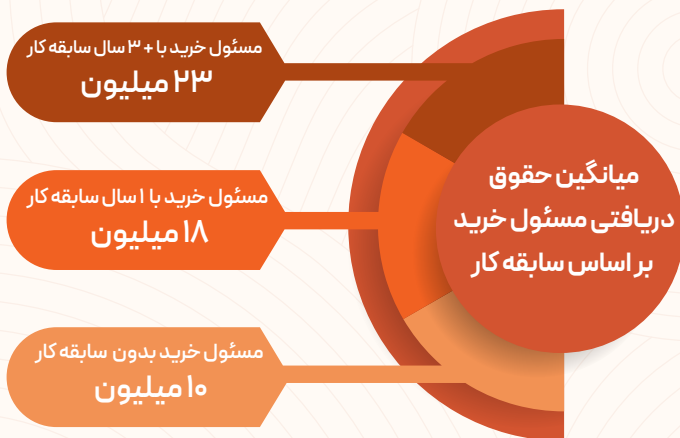 میانگین حقوق
دریافتی مسئول خرید
بر اساس سابقه کار
مسئول خرید با +۳ سال سابقه کار
۲۳ میلیون
مسئول خرید با ۱ سال سابقه کار
۱۸ میلیون
مسئول خرید بدون سابقه کار
۱۰ میلیون